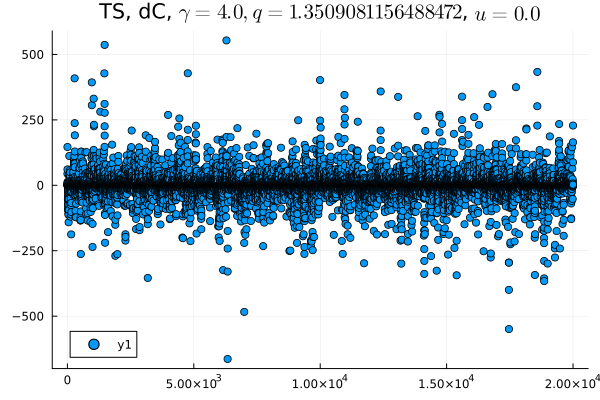 TS, dC, γ = 4.0, q = 1.3509081156488472, u = 0.0
500
250
0
−250
−500
y1
0 5.00×10³ 1.00×10⁴ 1.50×10⁴ 2.00×10⁴